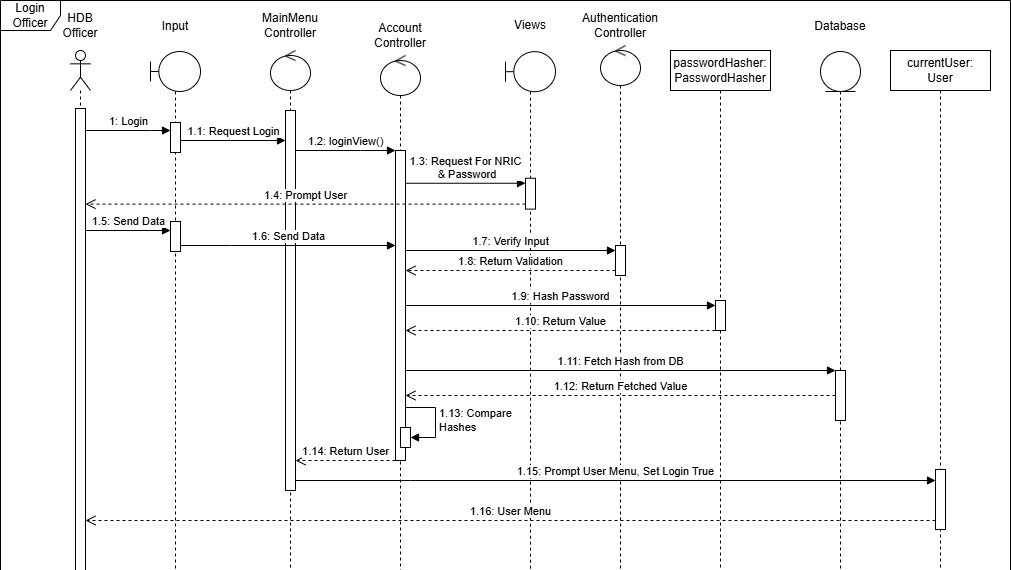 Login
Officer
HDB
Officer
Input
MainMenu
Controller
Account
Controller
Views
Authentication
Controller
passwordHasher:
PasswordHasher
Database
currentUser:
User
1: Login
1.1: Request Login
1.2: loginView()
1.3: Request For NRIC
& Password
1.4: Prompt User
1.5: Send Data
1.6: Send Data
1.7: Verify Input
1.8: Return Validation
1.9: Hash Password
1.10: Return Value
1.11: Fetch Hash from DB
1.12: Return Fetched Value
1.13: Compare
Hashes
1.14: Return User
1.15: Prompt User Menu, Set Login True
1.16: User Menu